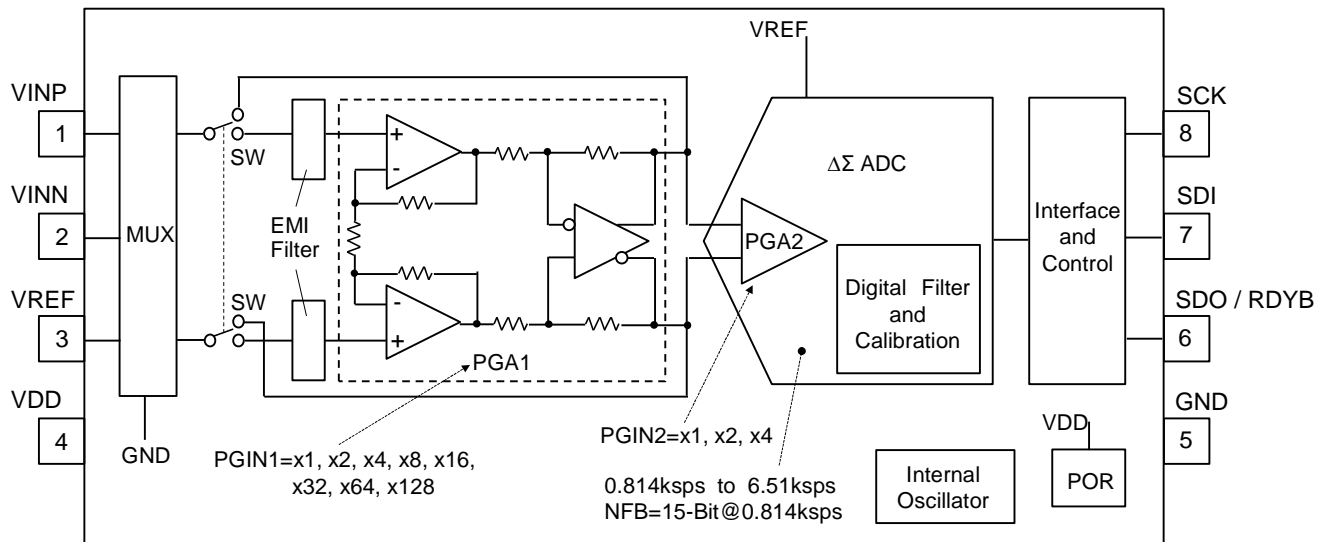 VREF
VINP
1
VINN
2
VREF
3
VDD
4
MUX
GND
SW
SW
EMI
Filter
+
-
-
+
PGA1
PGIN1=x1, x2, x4, x8, x16,
x32, x64, x128
ΔΣ ADC
PGA2
Digital Filter
and
Calibration
PGIN2=x1, x2, x4
0.814ksps to 6.51ksps
NFB=15-Bit@0.814ksps
Internal
Oscillator
VDD
POR
Interface
and
Control
SCK
8
SDI
7
SDO / RDYB
6
GND
5